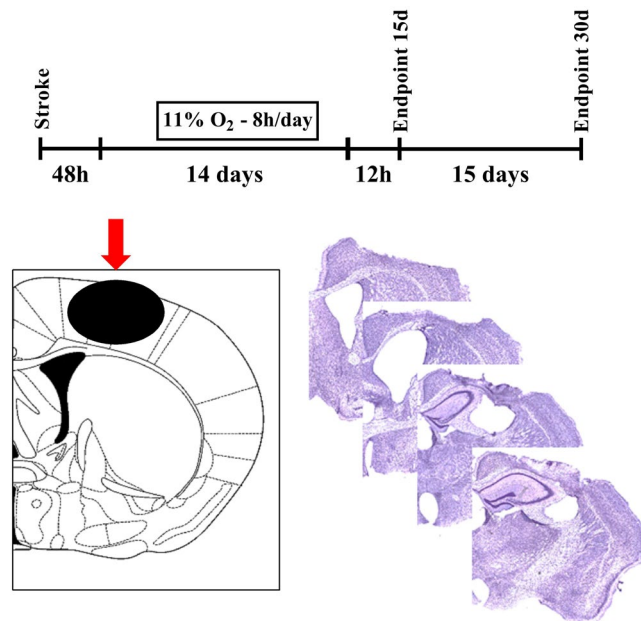 Stroke
11% O₂ - 8h/day
Endpoint 15d
Endpoint 30d
48h
14 days
12h
15 days